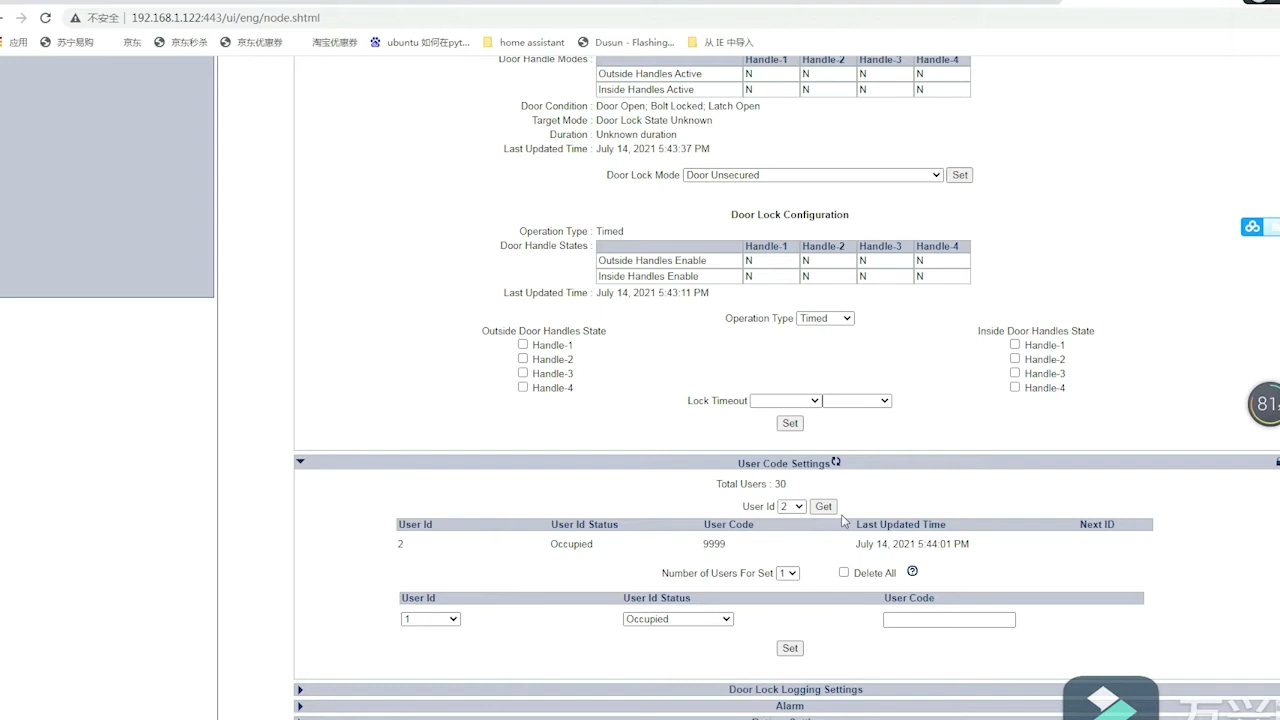 不安全 192.168.1.122:443/ui/eng/node.shtml
应用 苏宁易购 京东 京东秒杀 京东优惠券 淘宝优惠券 ubuntu 如何在pyt... home assistant Dusun - Flashing... 从 IE 中导入
Door Handle Modes : Handle-1 Handle-2 Handle-3 Handle-4
Outside Handles Active N N N N
Inside Handles Active N N N N
Door Condition : Door Open; Bolt Locked; Latch Open
Target Mode : Door Lock State Unknown
Duration : Unknown duration
Last Updated Time : July 14, 2021 5:43:37 PM
Door Lock Mode Door Unsecured Set
Door Lock Configuration
Operation Type : Timed
Door Handle States : Handle-1 Handle-2 Handle-3 Handle-4
Outside Handles Enable N N N N
Inside Handles Enable N N N N
Last Updated Time : July 14, 2021 5:43:11 PM
Operation Type Timed
Outside Door Handles State Inside Door Handles State
Handle-1 Handle-1
Handle-2 Handle-2
Handle-3 Handle-3
Handle-4 Handle-4
Lock Timeout
81
Set
User Code Settings
Total Users : 30
User Id 2 Get
User Id User Id Status User Code Last Updated Time Next ID
2 Occupied 9999 July 14, 2021 5:44:01 PM
Number of Users For Set 1 Delete All
User Id User Id Status User Code
1 Occupied
Set
Door Lock Logging Settings
Alarm